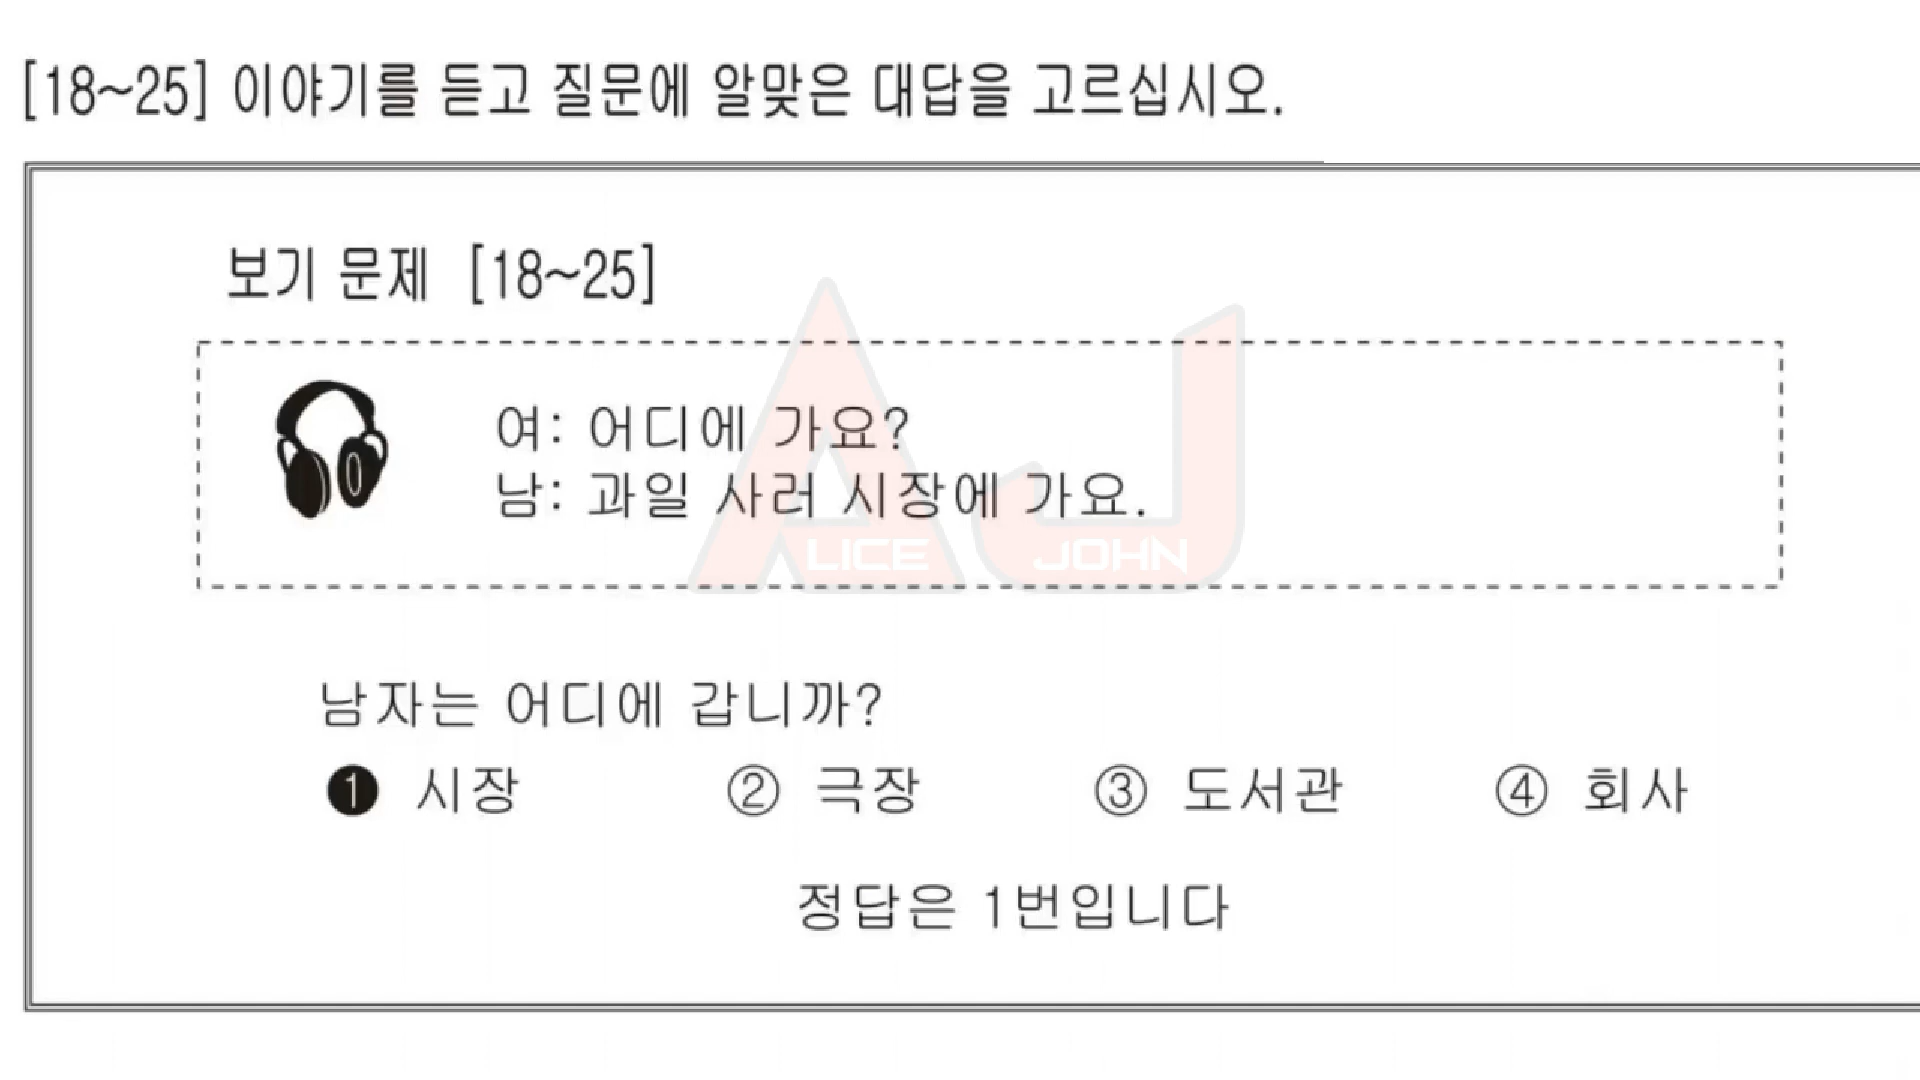 [18~25] 이야기를 듣고 질문에 알맞은 대답을 고르십시오.
보기 문제 [18~25]
여: 어디에 가요?
남: 과일 사러 시장에 가요.
ALICE JOHN
남자는 어디에 갑니까?
❶ 시장 ② 극장 ③ 도서관 ④ 회사
정답은 1번입니다